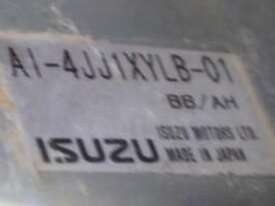 AI-4JJ1XYLB-01
BB/AH
ISUZU MOTORS LTD.
ISUZU MADE IN JAPAN